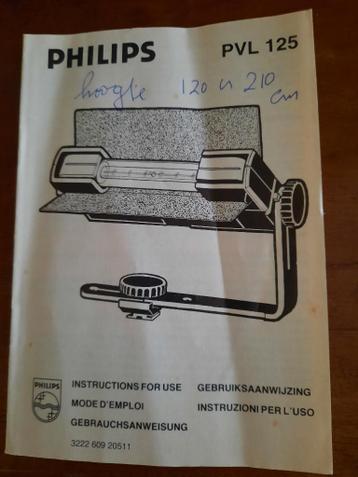 PHILIPS PVL 125
hoogte 120 à 210
cm
PHILIPS
INSTRUCTIONS FOR USE GEBRUIKSAANWIJZING
MODE D'EMPLOI INSTRUZIONI PER L'USO
GEBRAUCHSANWEISUNG
3222 609 20511